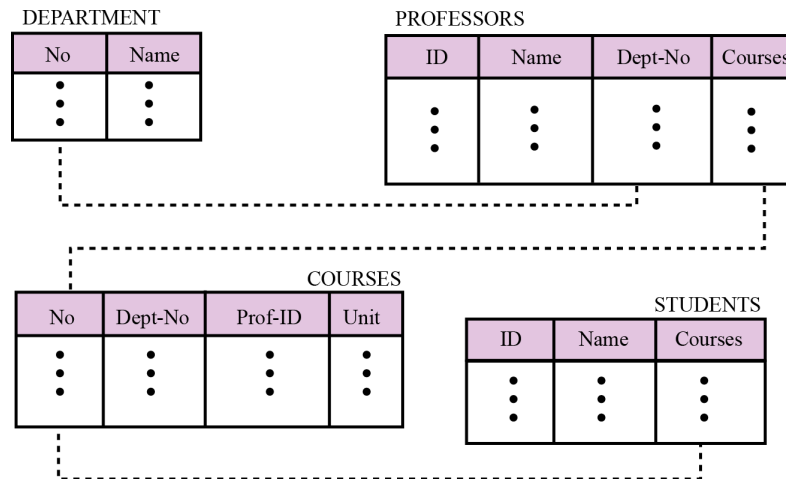 DEPARTMENT
No Name
PROFESSORS
ID Name Dept-No Courses
COURSES
No Dept-No Prof-ID Unit
STUDENTS
ID Name Courses